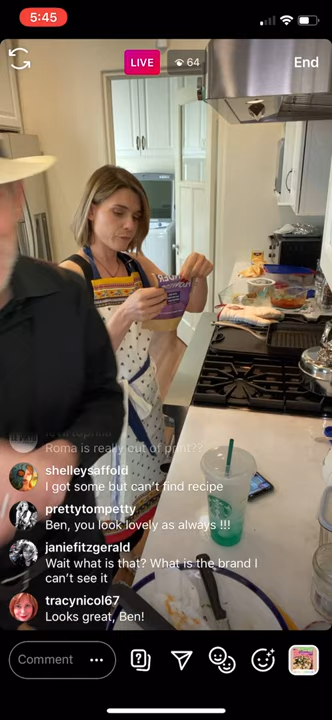 5:45
LIVE
64
End
Roma is really out of print??
shelleysaffold
I got some but can't find recipe
prettytompetty
Ben, you look lovely as always !!!
janiefitzgerald
Wait what is that? What is the brand I
can't see it
tracynicol67
Looks great, Ben!
Comment